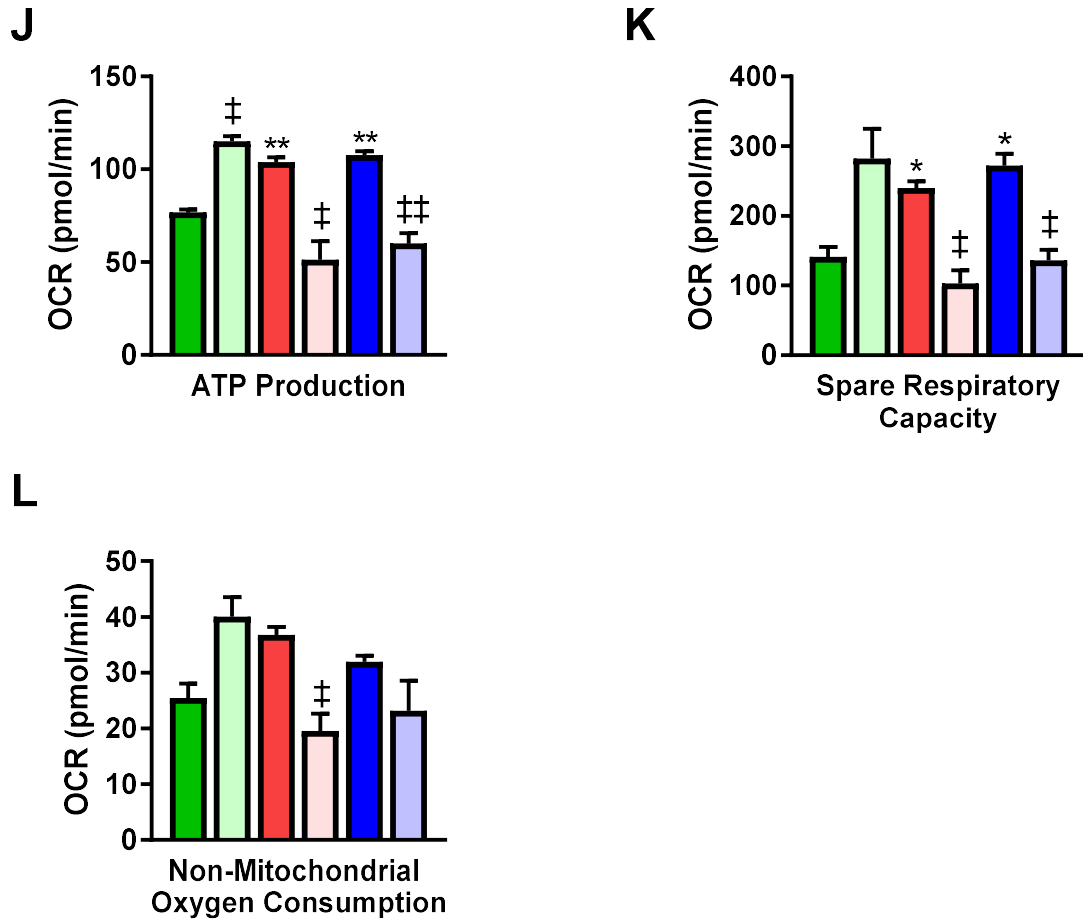 J
150
100
50
0
OCR (pmol/min)
‡
**
‡
**
‡‡
ATP Production
K
400
300
200
100
0
OCR (pmol/min)
*
‡
*
‡
Spare Respiratory
Capacity
L
50
40
30
20
10
0
OCR (pmol/min)
‡
Non-Mitochondrial
Oxygen Consumption